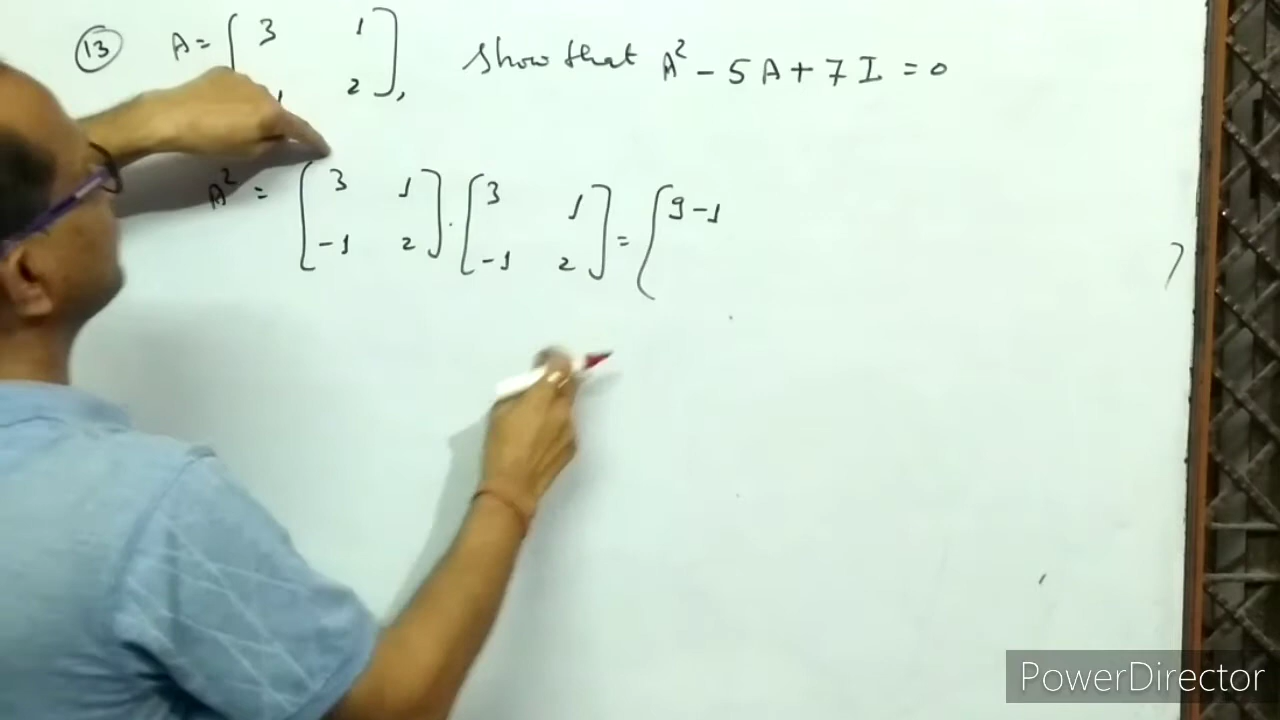 (13) A = [ 3 1 ], Show that A² - 5A + 7I = 0
1 2
A² = [ 3 1 ] . [ 3 1 ] = [ 9-1
-1 2 -1 2
PowerDirector